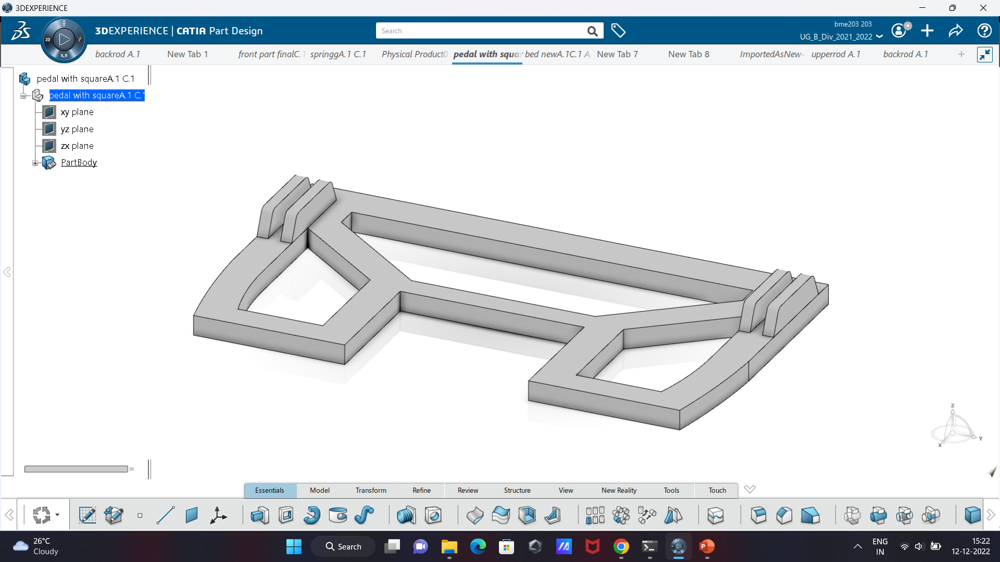 3DEXPERIENCE
3DEXPERIENCE | CATIA Part Design
3D
V.R
Search
bme203 203
UG_B_Div_2021_2022
backrod A.1
New Tab 1
front part finalC.1
springgA.1 C.1
Physical Product0
pedal with squar
bed newA.1C.1 A.
New Tab 7
New Tab 8
ImportedAsNew-
upperrod A.1
backrod A.1
pedal with squareA.1 C.1
pedal with squareA.1 C.1
xy plane
yz plane
zx plane
PartBody
Z
Y
X
Essentials
Model
Transform
Refine
Review
Structure
View
New Reality
Tools
Touch
26°C
Cloudy
Search
ENG
IN
15:22
12-12-2022